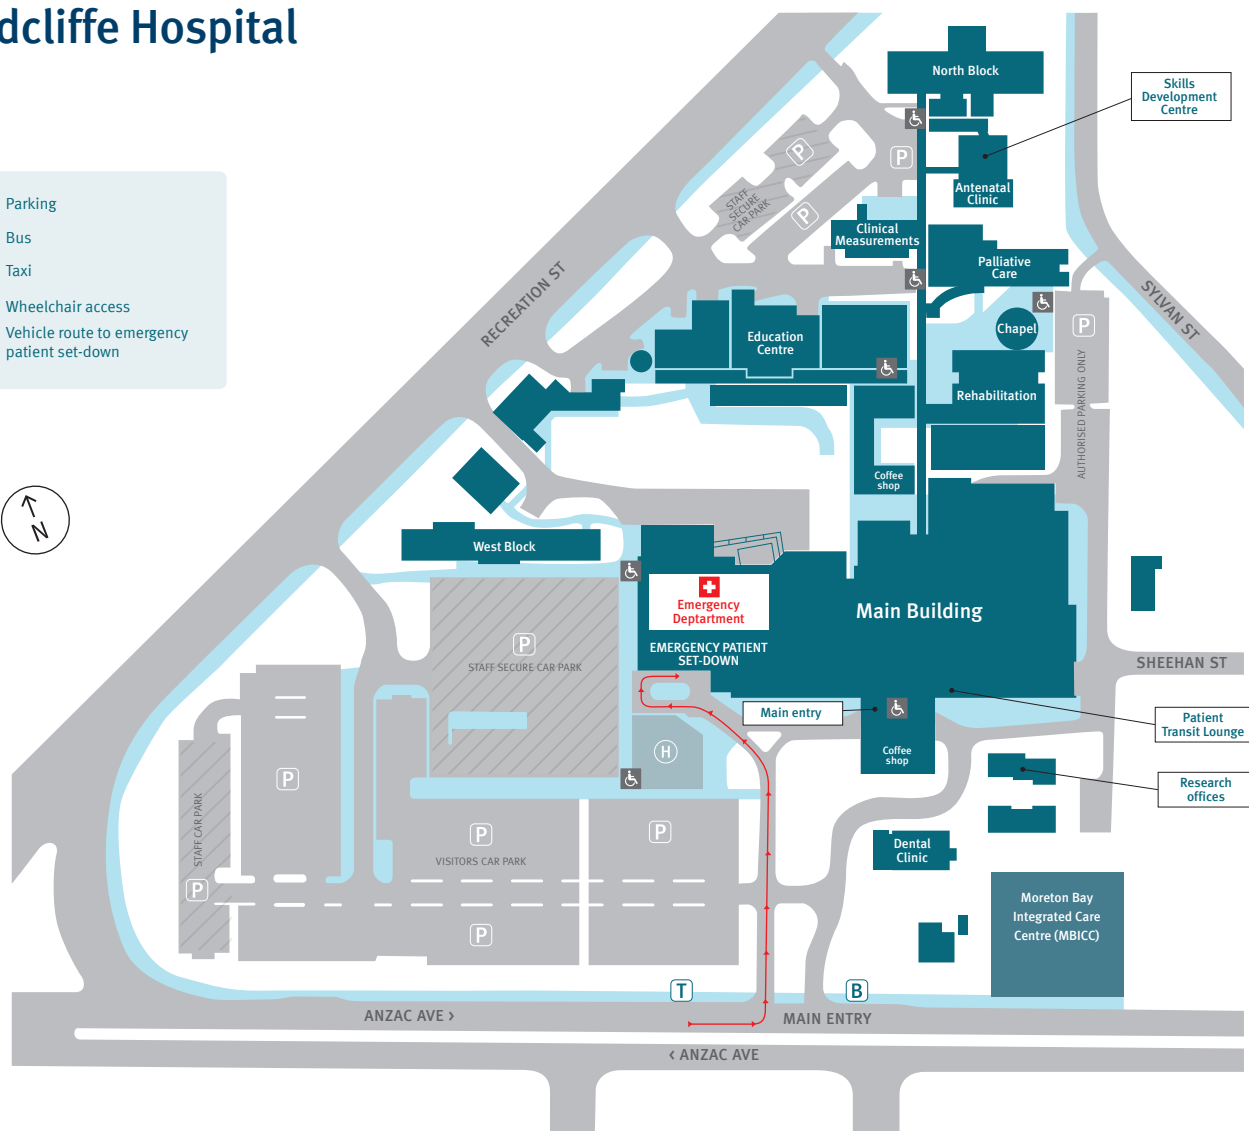 dcliffe Hospital
Parking
Bus
Taxi
Wheelchair access
Vehicle route to emergency
patient set-down
N
North Block
Skills
Development
Centre
P
P
P
STAFF
SECURE
CAR PARK
Antenatal
Clinic
Clinical
Measurements
Palliative
Care
RECREATION ST
SYLVAN ST
Education
Centre
Chapel
P
AUTHORISED PARKING ONLY
Rehabilitation
Coffee
shop
West Block
Emergency
Deptartment
Main Building
EMERGENCY PATIENT
SET-DOWN
P
STAFF SECURE CAR PARK
SHEEHAN ST
Main entry
Patient
Transit Lounge
H
Coffee
shop
P
Research
offices
STAFF CAR PARK
P
P
VISITORS CAR PARK
P
Dental
Clinic
P
Moreton Bay
Integrated Care
Centre (MBICC)
T
B
ANZAC AVE >
MAIN ENTRY
< ANZAC AVE